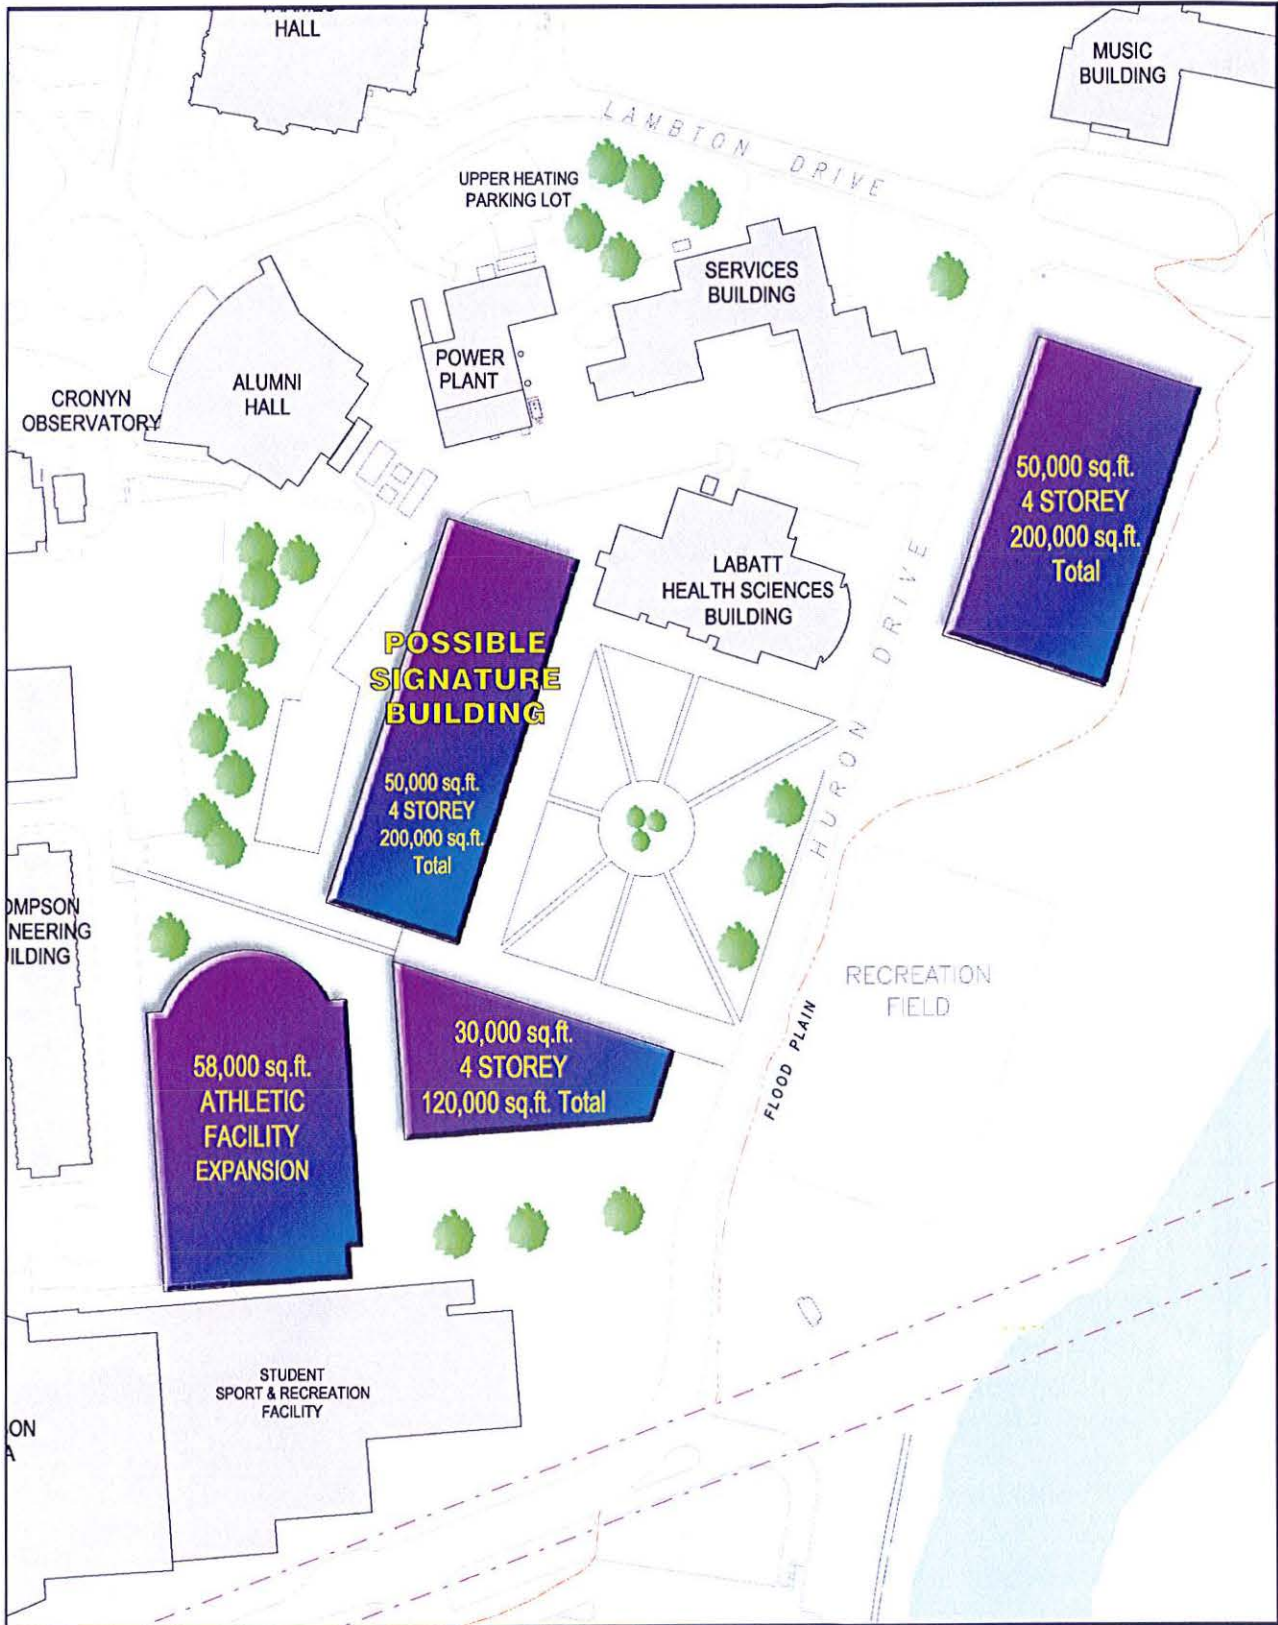 HALL
MUSIC
BUILDING
LAMBTON DRIVE
UPPER HEATING
PARKING LOT
SERVICES
BUILDING
POWER
PLANT
ALUMNI
HALL
CRONYN
OBSERVATORY
50,000 sq.ft.
4 STOREY
200,000 sq.ft.
Total
LABATT
HEALTH SCIENCES
BUILDING
HURON DRIVE
POSSIBLE
SIGNATURE
BUILDING
50,000 sq.ft.
4 STOREY
200,000 sq.ft.
Total
OMPSON
NEERING
ILDING
RECREATION
FIELD
FLOOD PLAIN
30,000 sq.ft.
4 STOREY
120,000 sq.ft. Total
58,000 sq.ft.
ATHLETIC
FACILITY
EXPANSION
STUDENT
SPORT & RECREATION
FACILITY
ON
A